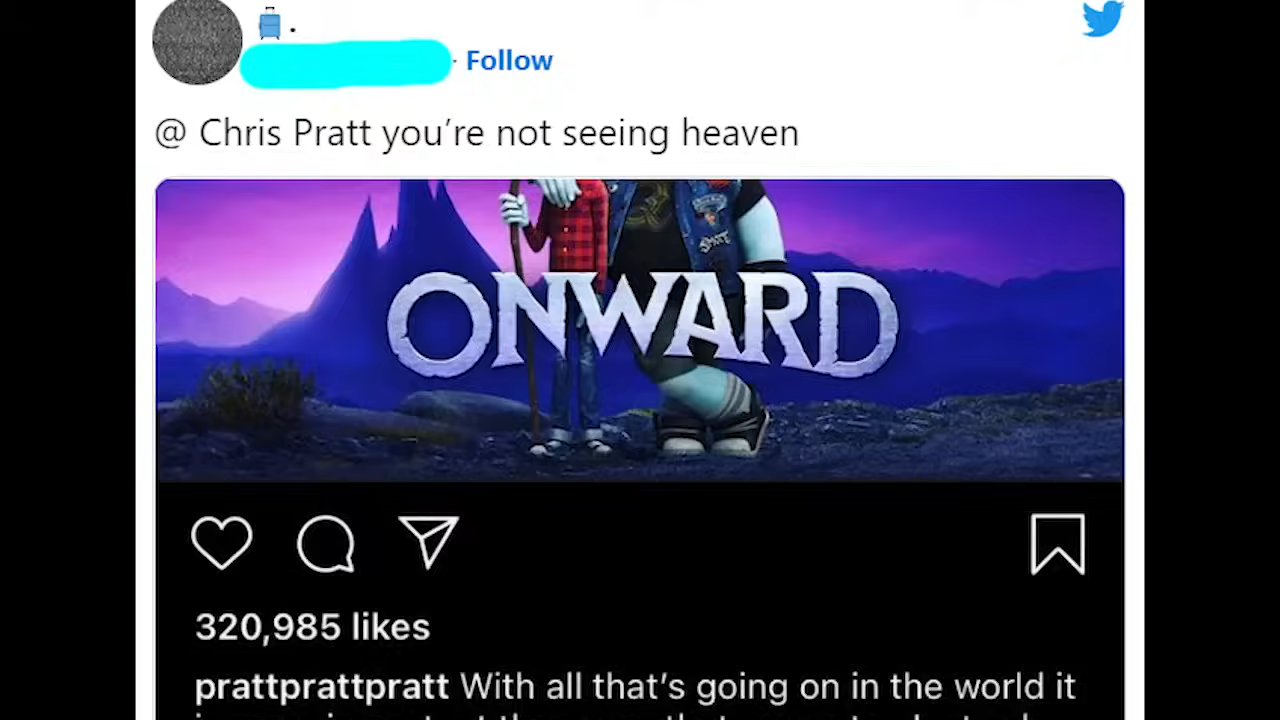 Follow
@ Chris Pratt you're not seeing heaven
ONWARD
320,985 likes
prattprattpratt With all that's going on in the world it